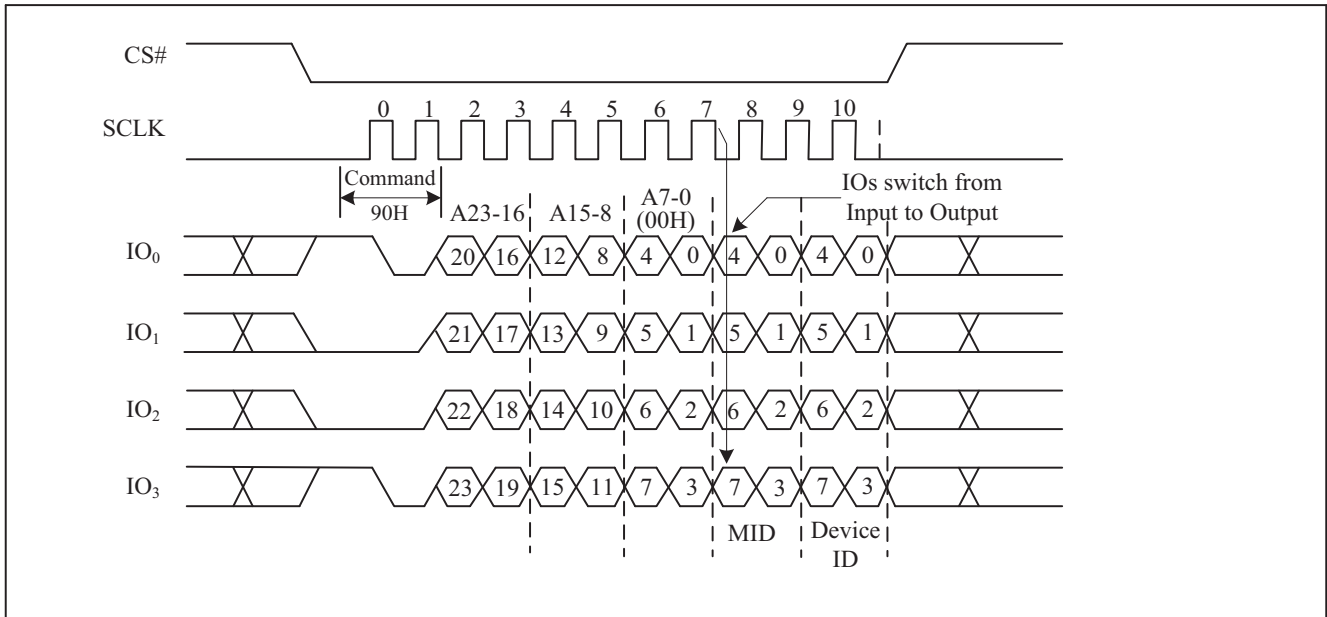 CS#
0 1 2 3 4 5 6 7 8 9 10
SCLK
Command
90H
A23-16 A15-8 A7-0
(00H)
IOs switch from
Input to Output
IO0 20 16 12 8 4 0 4 0 4 0
IO1 21 17 13 9 5 1 5 1 5 1
IO2 22 18 14 10 6 2 6 2 6 2
IO3 23 19 15 11 7 3 7 3 7 3
MID Device
ID